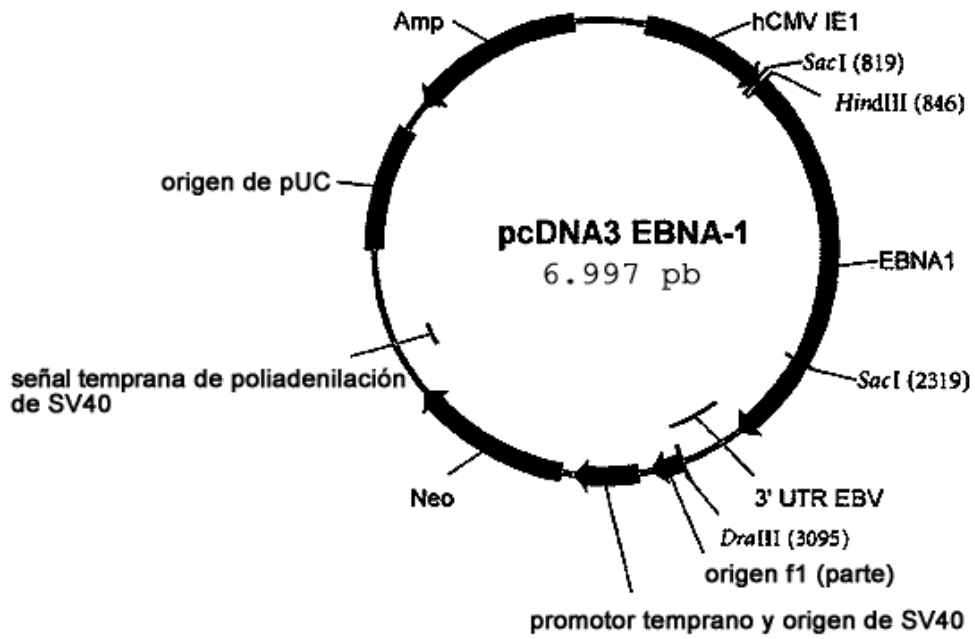 Amp
hCMV IE1
SacI (819)
HindIII (846)
origen de pUC
pcDNA3 EBNA-1
6.997 pb
EBNA1
señal temprana de poliadenilación
de SV40
SacI (2319)
Neo
3' UTR EBV
DraIII (3095)
origen f1 (parte)
promotor temprano y origen de SV40